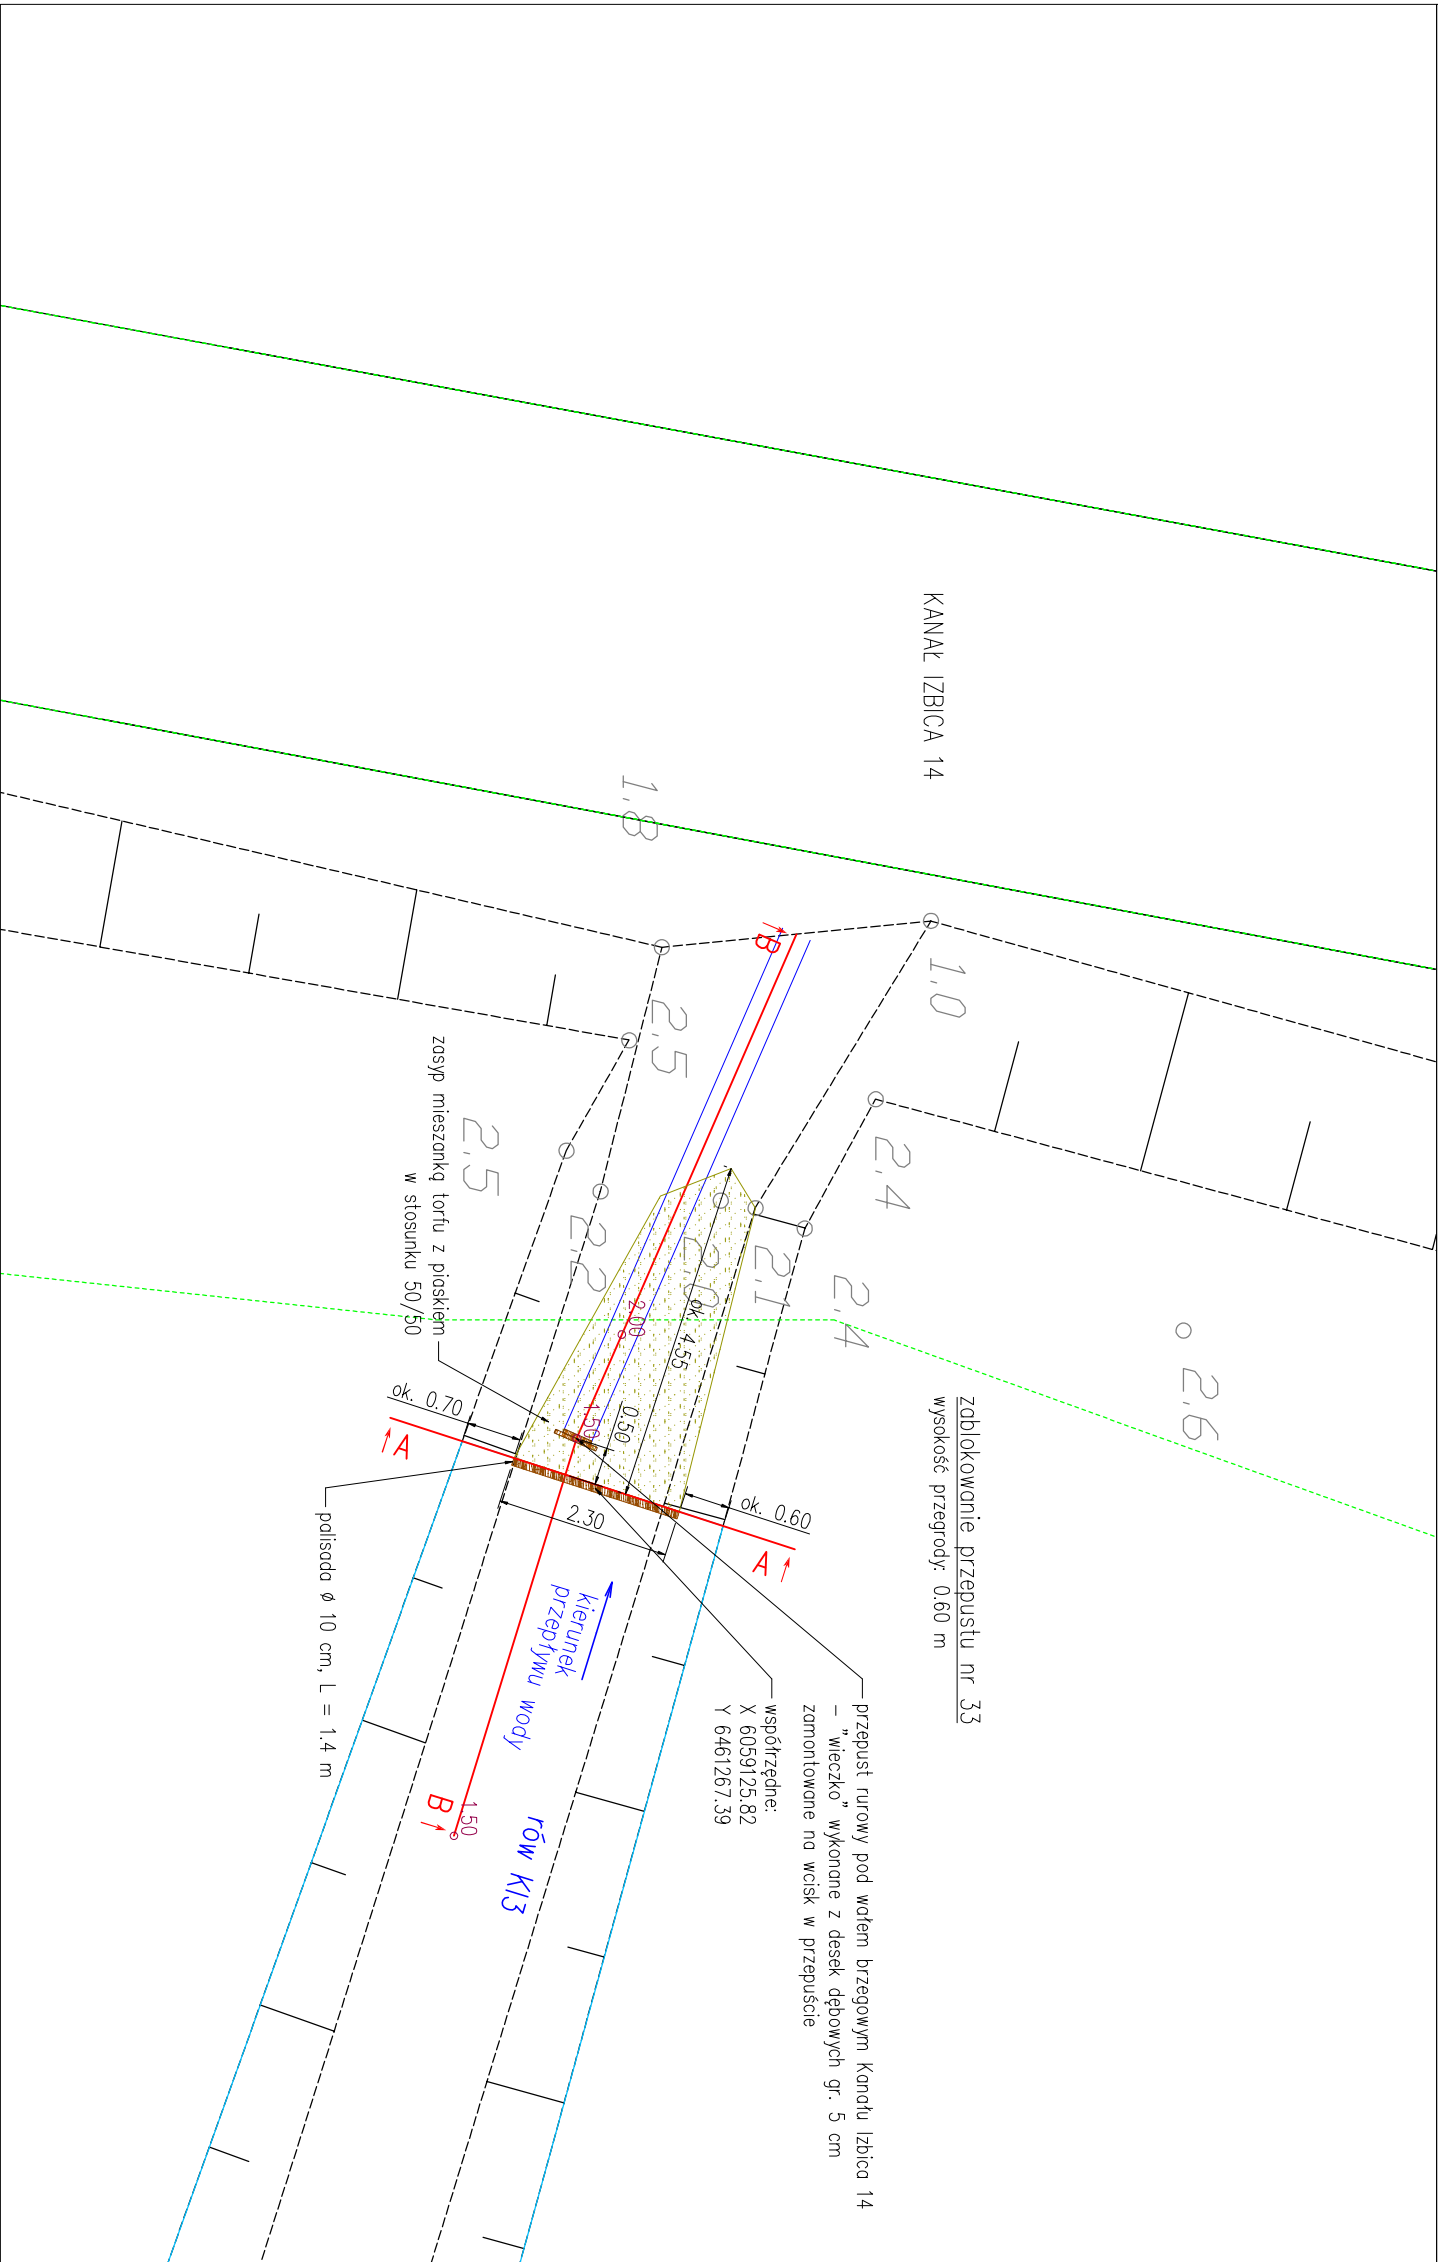 KANAŁ IZBICA 14
zablokowanie przepustu nr 33
wysokość przegrody: 0.60 m
przepust rurowy pod wałem brzegowym Kanału Izbica 14
– "wieczko" wykonane z desek dębowych gr. 5 cm
zamontowane na wcisk w przepuście
współrzędne:
X 6059125.82
Y 6461267.39
2.6
2.4
2.4
1.0
2.1
2.0
1.8
2.5
2.2
2.5
B
ok. 4.55
2.00
0.50
1.50
ok. 0.60
A
2.30
ok. 0.70
A
zasyp mieszanką torfu z piaskiem
w stosunku 50/50
kierunek
przepływu wody
rów KI3
1.50
B
palisada ø 10 cm, L = 1.4 m